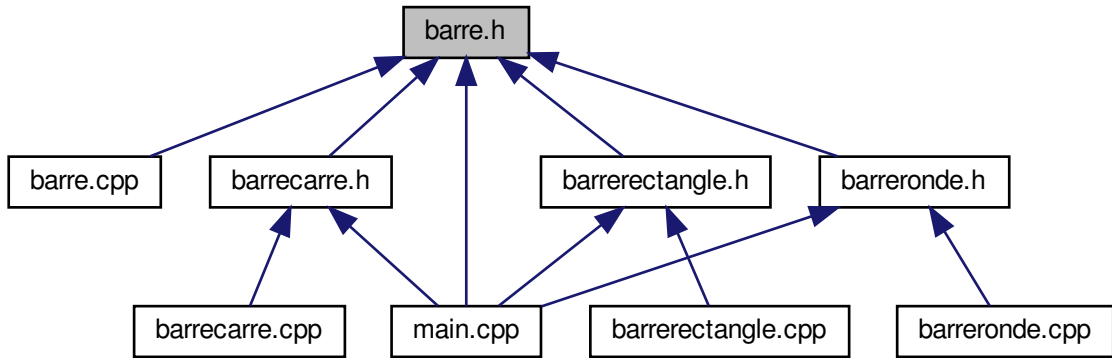 barre.h
barre.cpp
barrecarre.h
barrerectangle.h
barreronde.h
barrecarre.cpp
main.cpp
barrerectangle.cpp
barreronde.cpp